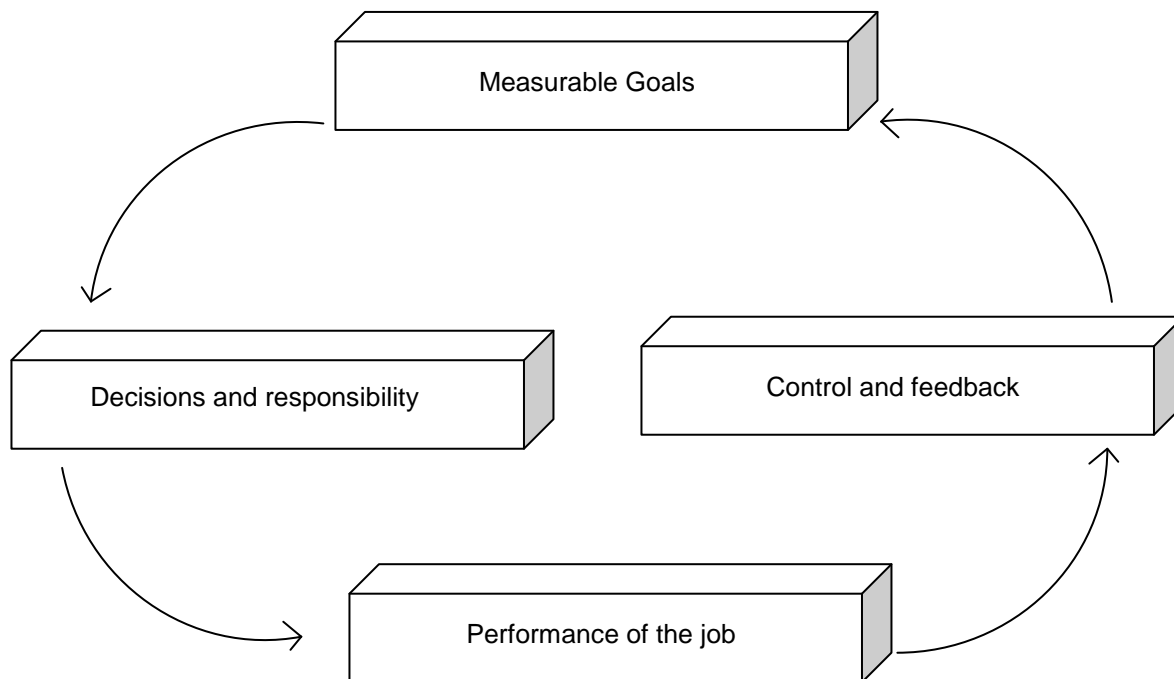 Measurable Goals
Decisions and responsibility
Control and feedback
Performance of the job